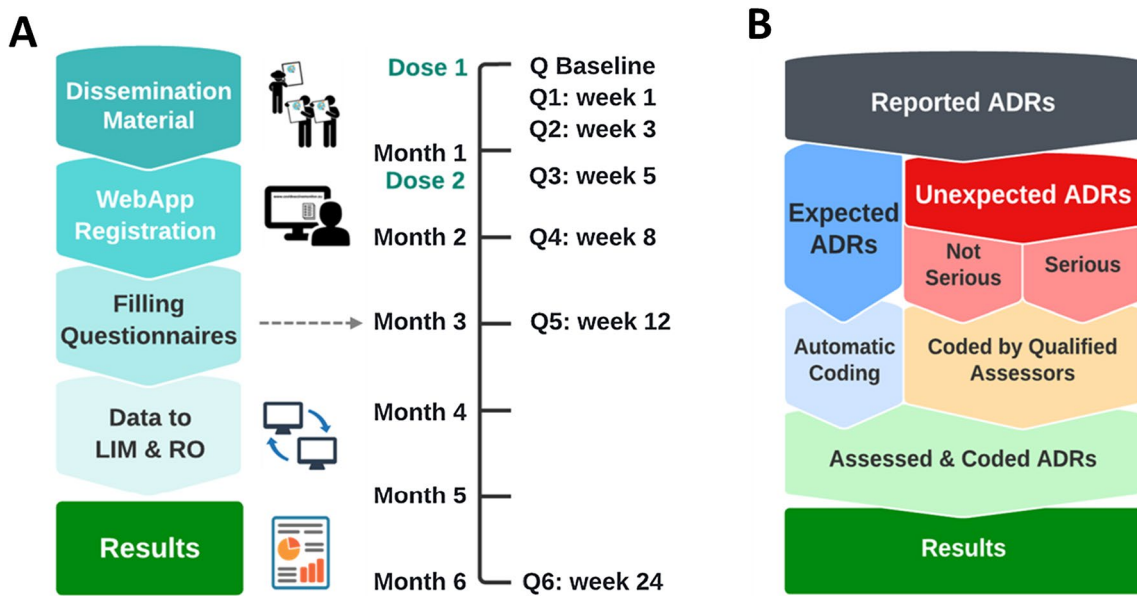 A
Dissemination
Material
WebApp
Registration
Filling
Questionnaires
Data to
LIM & RO
Results
Dose 1
Month 1
Dose 2
Month 2
Month 3
Month 4
Month 5
Month 6
Q Baseline
Q1: week 1
Q2: week 3
Q3: week 5
Q4: week 8
Q5: week 12
Q6: week 24
B
Reported ADRs
Expected
ADRs
Unexpected ADRs
Not
Serious
Serious
Automatic
Coding
Coded by Qualified
Assessors
Assessed & Coded ADRs
Results